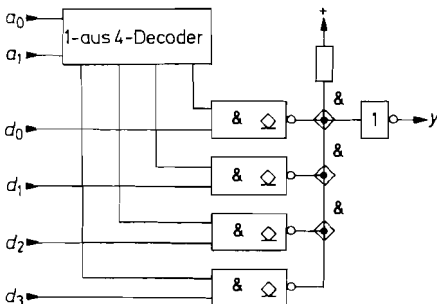 a₀
a₁
1-aus 4-Decoder
+
&
& 
1
y
d₀
&
& 
d₁
&
& 
d₂
& 
d₃